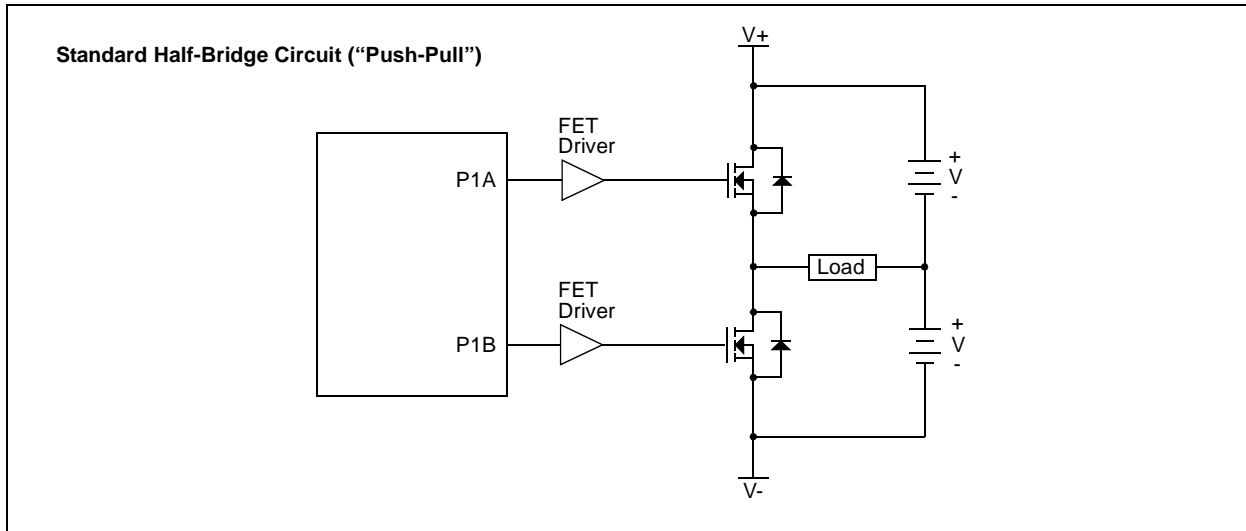 Standard Half-Bridge Circuit (“Push-Pull”)
V+
FET
Driver
P1A
+
V
-
Load
FET
Driver
P1B
+
V
-
V-